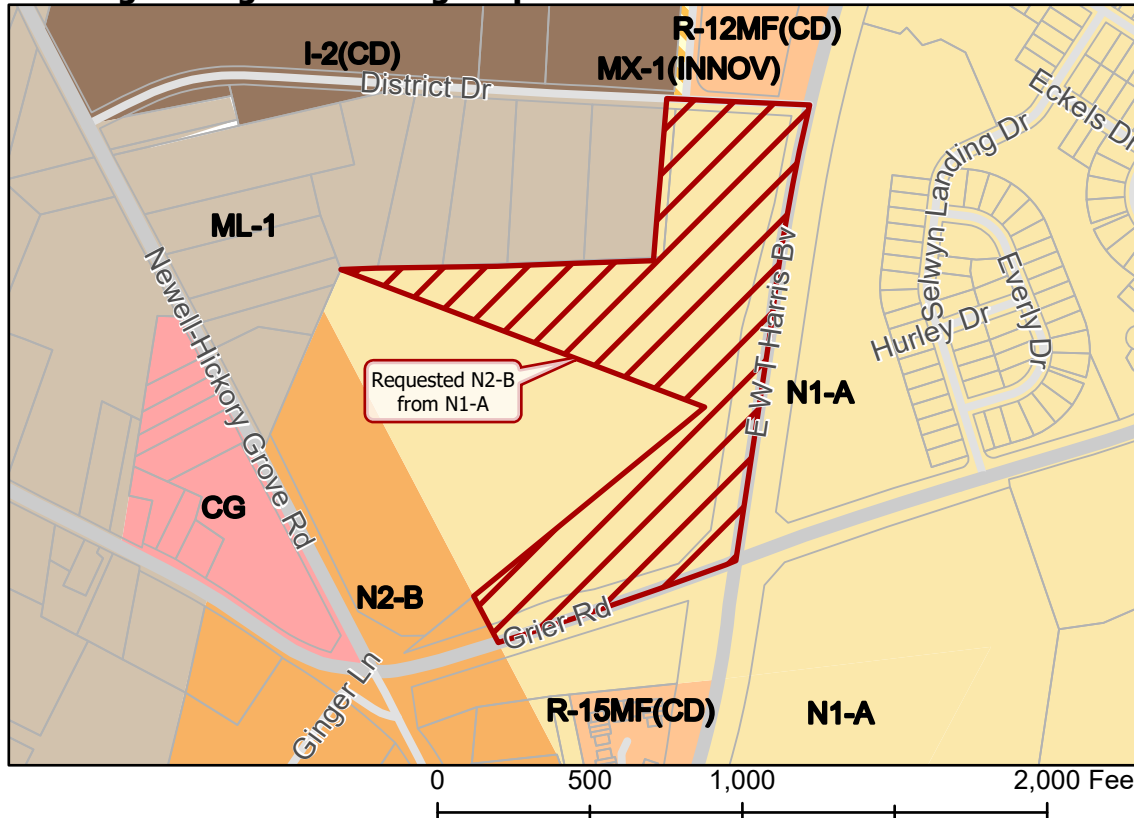 R-12MF(CD)
I-2(CD)
MX-1(INNOV)
District Dr
Eckels Dr
Selwyn Landing Dr
ML-1
Newell-Hickory Grove Rd
E W T Harris Bv
Everly Dr
Hurley Dr
Requested N2-B
from N1-A
N1-A
CG
N2-B
Grier Rd
Ginger Ln
R-15MF(CD)
N1-A
0 500 1,000 2,000 Fee